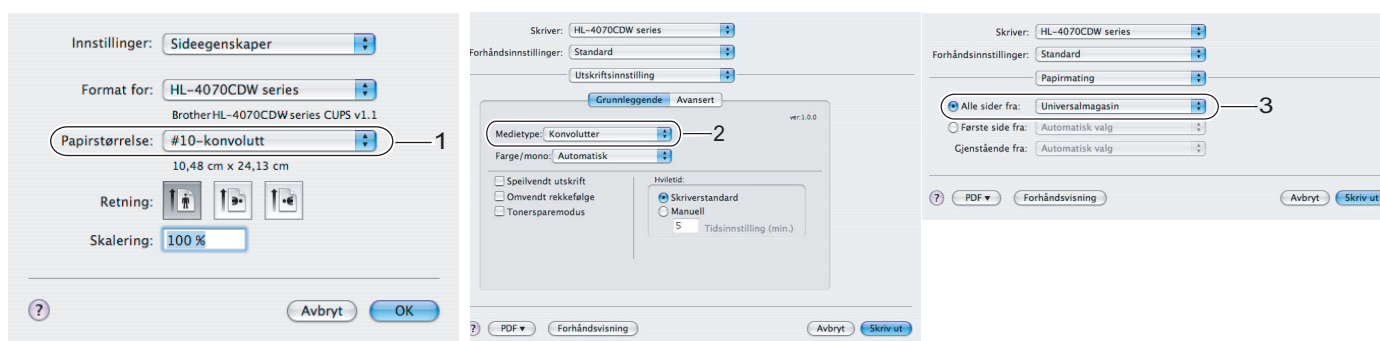 Innstillinger: Sideegenskaper
Format for: HL-4070CDW series
BrotherHL-4070CDW series CUPS v1.1
Papirstørrelse: #10-konvolutt 1
10,48 cm x 24,13 cm
Retning:
Skalering: 100 %
? Avbryt OK
Skriver: HL-4070CDW series
Forhåndsinnstillinger: Standard
Utskriftsinnstilling
Grunnleggende Avansert
ver:1.0.0
Medietype: Konvolutter 2
Farge/mono: Automatisk
Speilvendt utskrift
Omvendt rekkefølge
Tonersparemodus
Hviletid:
Skriverstandard
Manuell
5 Tidsinnstilling (min.)
? PDF Forhåndsvisning Avbryt Skriv ut
Skriver: HL-4070CDW series
Forhåndsinnstillinger: Standard
Papirmating
Alle sider fra: Universalmagasin 3
Første side fra: Automatisk valg
Gjenstående fra: Automatisk valg
? PDF Forhåndsvisning Avbryt Skriv ut